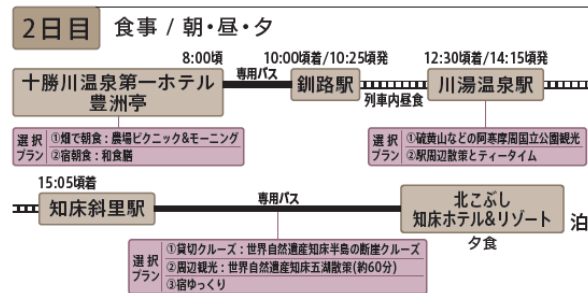 2日目 食事 / 朝・昼・夕
8:00頃
10:00頃着/10:25頃発
12:30頃着/14:15頃発
十勝川温泉第一ホテル
豊洲亭
専用バス
釧路駅
列車内昼食
川湯温泉駅
選択
プラン
①畑で朝食：農場ピクニック&モーニング
②宿朝食：和食膳
選択
プラン
①硫黄山などの阿寒摩周国立公園観光
②駅周辺散策とティータイム
15:05頃着
知床斜里駅
専用バス
北こぶし
知床ホテル&リゾート
泊
夕食
選択
プラン
①貸切クルーズ：世界自然遺産知床半島の断崖クルーズ
②周辺観光：世界自然遺産知床五湖散策(約60分)
③宿ゆっくり